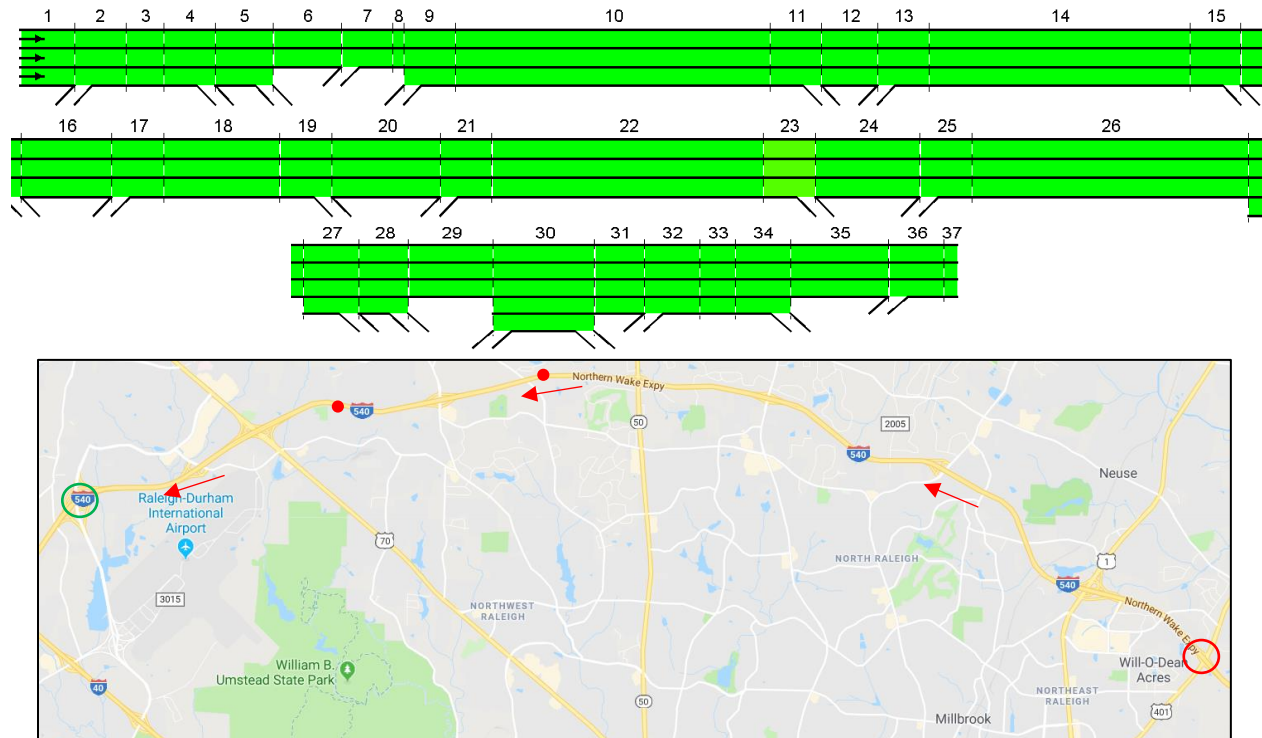 1 2 3 4 5 6 7 8 9 10 11 12 13 14 15
16 17 18 19 20 21 22 23 24 25 26
27 28 29 30 31 32 33 34 35 36 37
Northern Wake Expy
540
50
2005
540
540
Neuse
Raleigh-Durham
International
Airport
70
NORTH RALEIGH
1
540
3015
NORTHWEST
RALEIGH
Northern Wake Expy
William B.
Umstead State Park
Will-O-Dean
Acres
40
50
NORTHEAST
RALEIGH
401
Millbrook